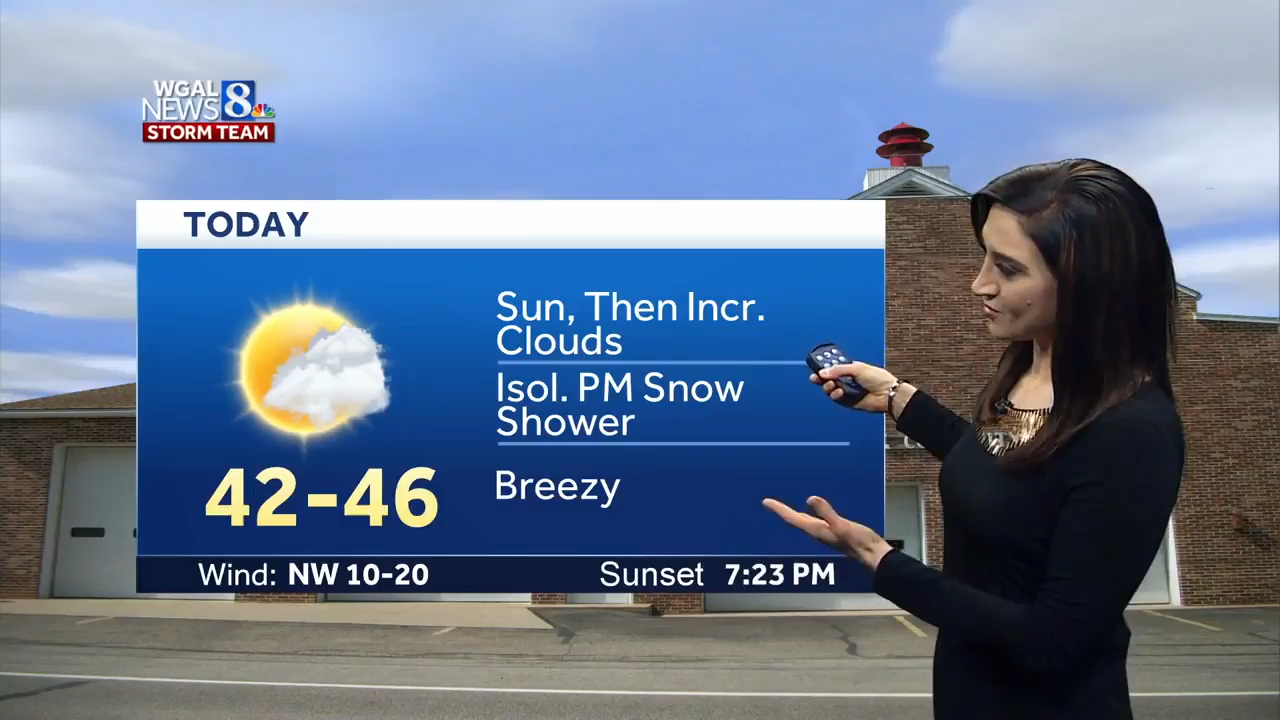 WGAL
NEWS 8
STORM TEAM
TODAY
Sun, Then Incr.
Clouds
Isol. PM Snow
Shower
42-46
Breezy
Wind: NW 10-20
Sunset 7:23 PM